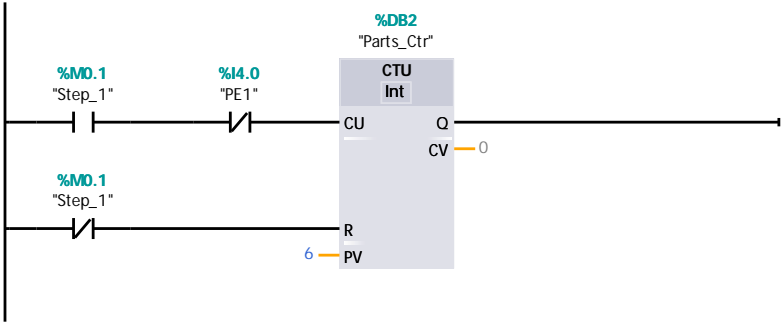 %DB2
"Parts_Ctr"
%M0.1
"Step_1"
%I4.0
"PE1"
CTU
Int
CU
Q
CV
0
%M0.1
"Step_1"
R
6
PV